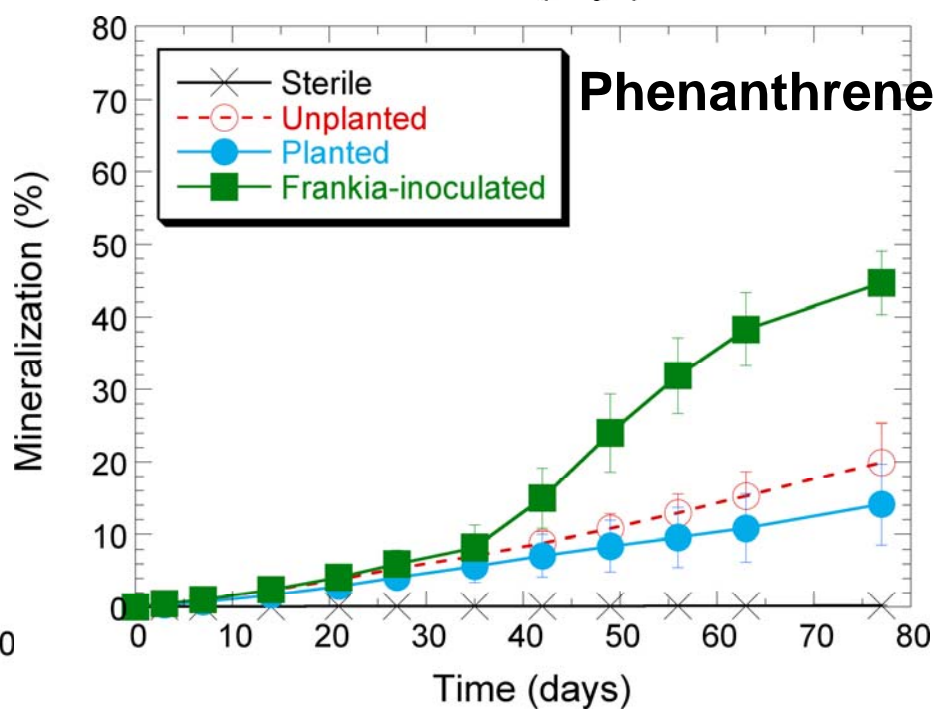 Phenanthrene
Sterile
Unplanted
Planted
Frankia-inoculated
Mineralization (%)
80
70
60
50
40
30
20
10
0
0 10 20 30 40 50 60 70 80
0
Time (days)